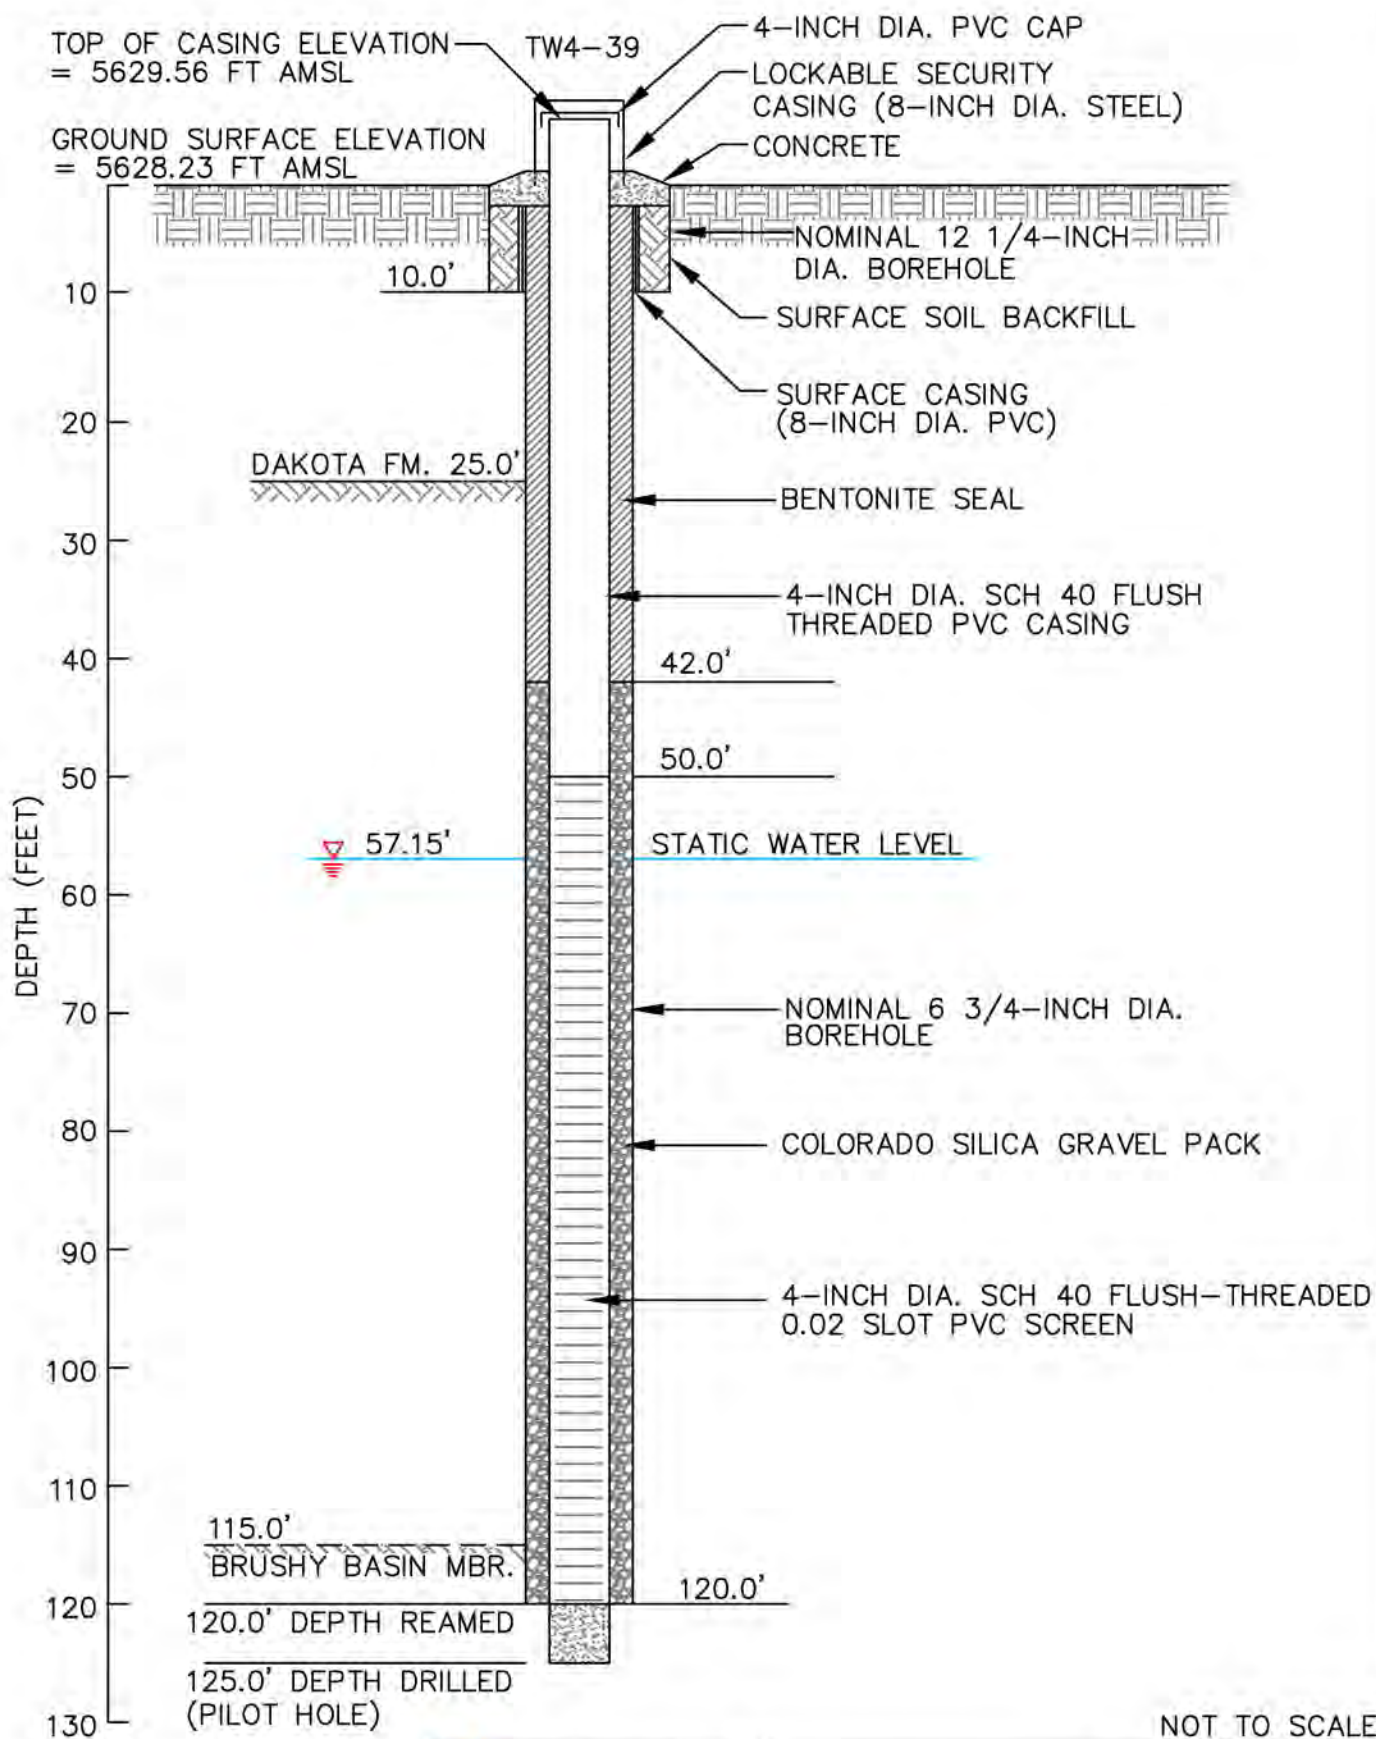 TOP OF CASING ELEVATION
= 5629.56 FT AMSL
TW4-39
4-INCH DIA. PVC CAP
LOCKABLE SECURITY
CASING (8-INCH DIA. STEEL)
GROUND SURFACE ELEVATION
= 5628.23 FT AMSL
CONCRETE
NOMINAL 12 1/4-INCH
DIA. BOREHOLE
10.0'
10
SURFACE SOIL BACKFILL
SURFACE CASING
(8-INCH DIA. PVC)
20
DAKOTA FM. 25.0'
BENTONITE SEAL
30
4-INCH DIA. SCH 40 FLUSH
THREADED PVC CASING
40
42.0'
50
50.0'
DEPTH (FEET)
57.15'
STATIC WATER LEVEL
60
70
NOMINAL 6 3/4-INCH DIA.
BOREHOLE
80
COLORADO SILICA GRAVEL PACK
90
4-INCH DIA. SCH 40 FLUSH-THREADED
0.02 SLOT PVC SCREEN
100
110
115.0'
BRUSHY BASIN MBR.
120.0'
120
120.0' DEPTH REAMED
125.0' DEPTH DRILLED
(PILOT HOLE)
130
NOT TO SCALE